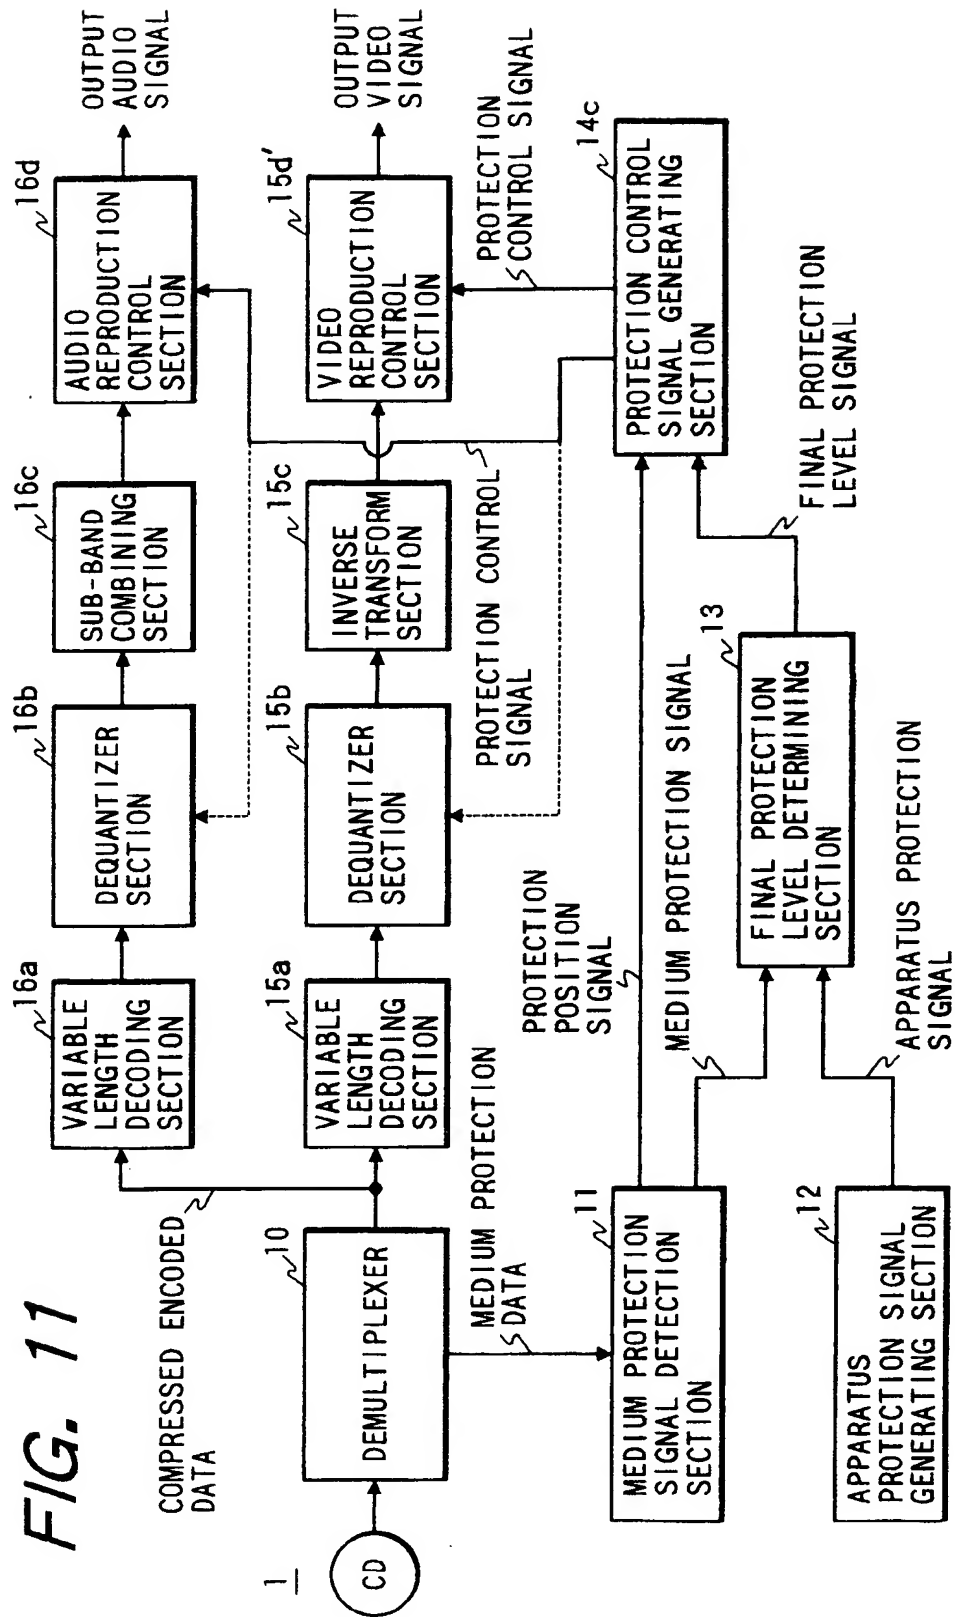 FIG. 11
1
CD
COMPRESSED ENCODED
DATA
10
DEMULTIPLEXER
MEDIUM PROTECTION
DATA
16a
VARIABLE
LENGTH
DECODING
SECTION
16b
DEQUANTIZER
SECTION
16c
SUB-BAND
COMBINING
SECTION
16d
AUDIO
REPRODUCTION
CONTROL
SECTION
OUTPUT
AUDIO
SIGNAL
15a
VARIABLE
LENGTH
DECODING
SECTION
15b
DEQUANTIZER
SECTION
15c
INVERSE
TRANSFORM
SECTION
15d'
VIDEO
REPRODUCTION
CONTROL
SECTION
OUTPUT
VIDEO
SIGNAL
PROTECTION CONTROL
SIGNAL
PROTECTION
CONTROL SIGNAL
11
MEDIUM PROTECTION
SIGNAL DETECTION
SECTION
PROTECTION
POSITION
SIGNAL
MEDIUM PROTECTION SIGNAL
12
APPARATUS
PROTECTION SIGNAL
GENERATING SECTION
APPARATUS PROTECTION
SIGNAL
13
FINAL PROTECTION
LEVEL DETERMINING
SECTION
FINAL PROTECTION
LEVEL SIGNAL
14c
PROTECTION CONTROL
SIGNAL GENERATING
SECTION